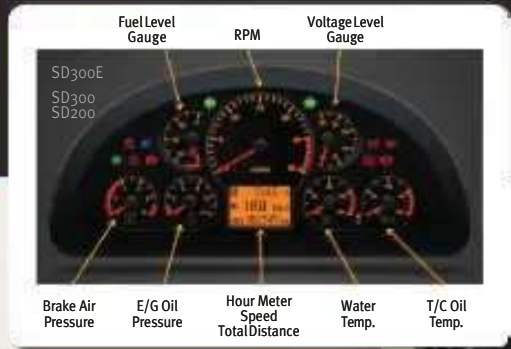 Fuel Level
Gauge
RPM
Voltage Level
Gauge
SD300E
SD300
SD200
Brake Air
Pressure
E/G Oil
Pressure
Hour Meter
Speed
Total Distance
Water
Temp.
T/C Oil
Temp.